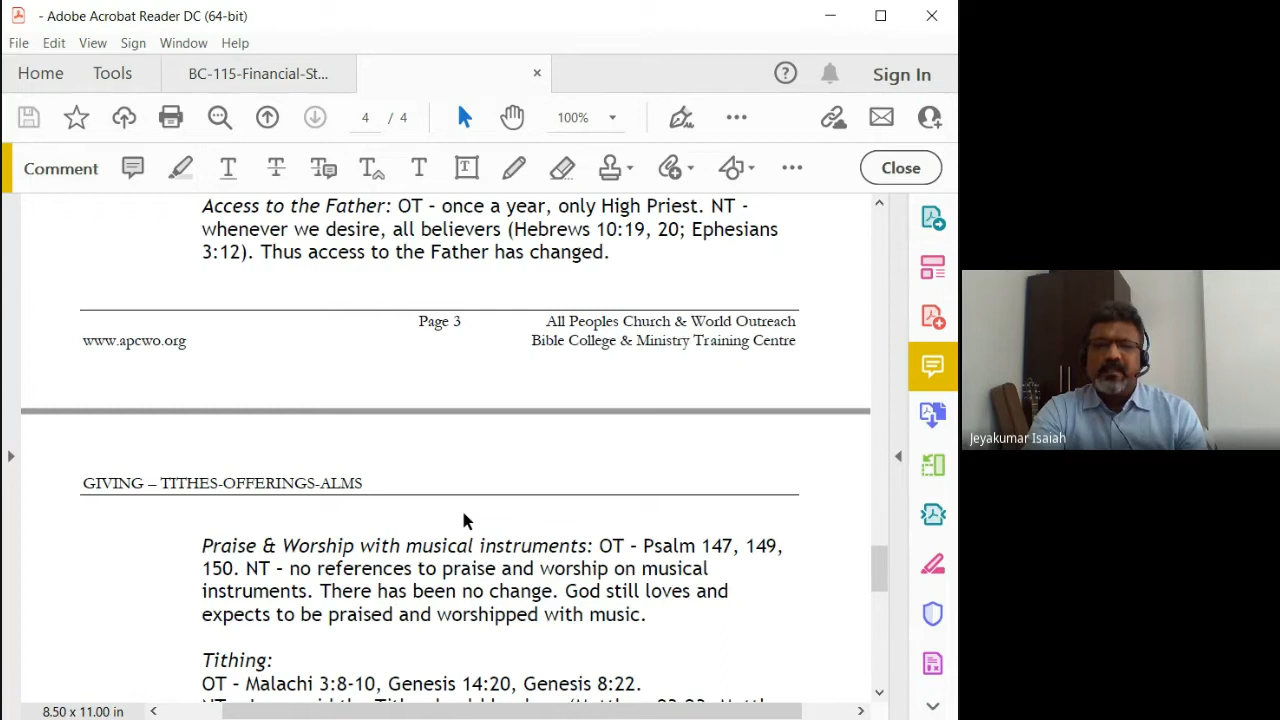 - Adobe Acrobat Reader DC (64-bit)
File Edit View Sign Window Help
Home Tools BC-115-Financial-St... Sign In
4 / 4 100%
Comment Close
Access to the Father: OT - once a year, only High Priest. NT -
whenever we desire, all believers (Hebrews 10:19, 20; Ephesians
3:12). Thus access to the Father has changed.
Page 3 All Peoples Church & World Outreach
www.apcwo.org Bible College & Ministry Training Centre
GIVING – TITHES-OFFERINGS-ALMS
Praise & Worship with musical instruments: OT - Psalm 147, 149,
150. NT - no references to praise and worship on musical
instruments. There has been no change. God still loves and
expects to be praised and worshipped with music.
Tithing:
OT - Malachi 3:8-10, Genesis 14:20, Genesis 8:22.
8.50 x 11.00 in
Jeyakumar Isaiah